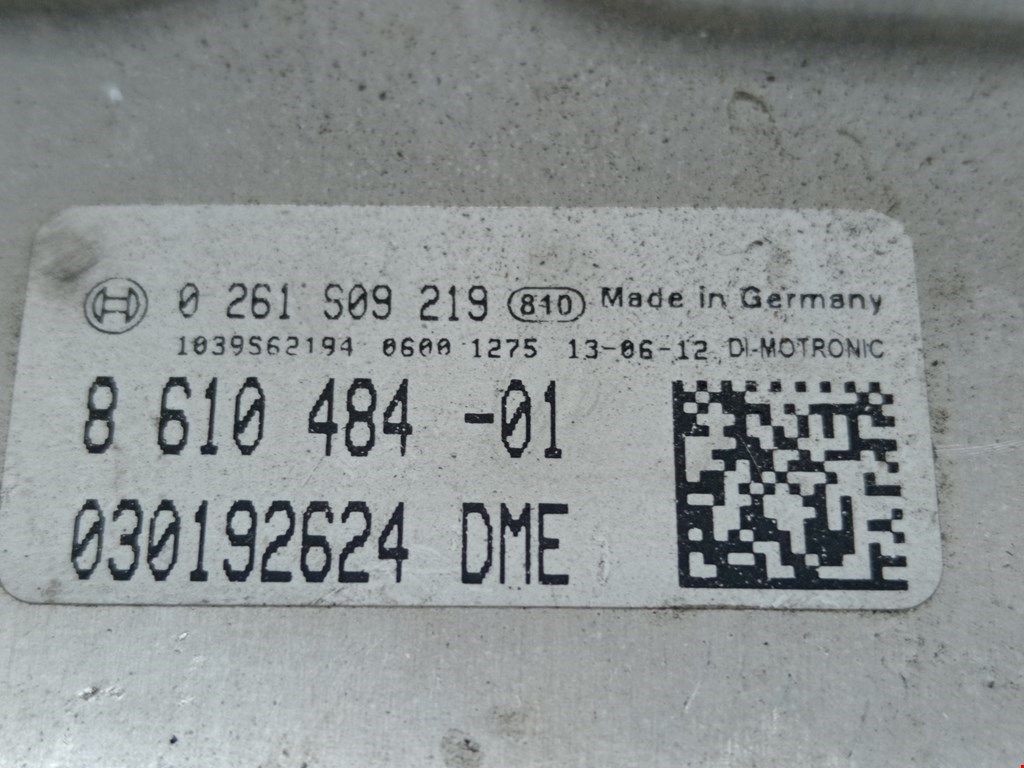 0 261 S09 219 810 Made in Germany
1039S62194 0600 1275 13-06-12 DI-MOTRONIC
8 610 484 -01
030192624 DME